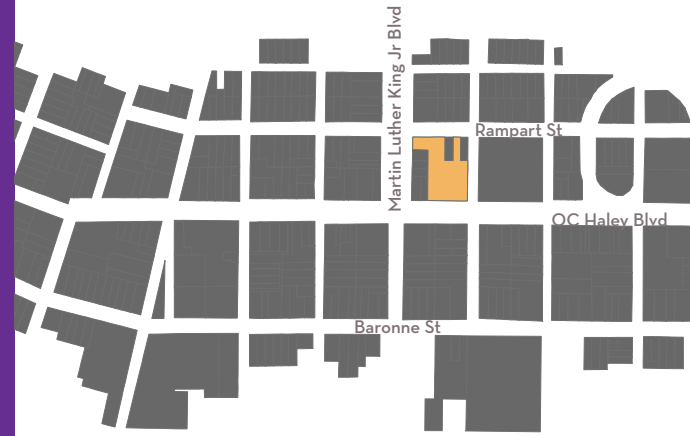 Martin Luther King Jr Blvd
Rampart St
OC Haley Blvd
Baronne St